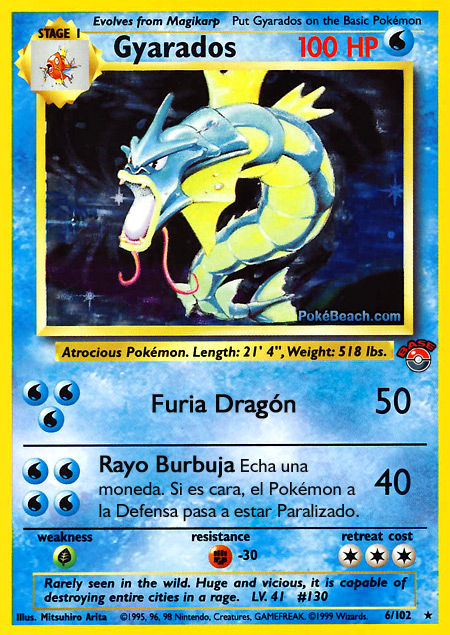 Evolves from Magikarp Put Gyarados on the Basic Pokémon
STAGE 1
Gyarados 100 HP
PokéBeach.com
Atrocious Pokémon. Length: 21' 4", Weight: 518 lbs.
BASE
Furia Dragón 50
Rayo Burbuja Echa una
moneda. Si es cara, el Pokémon a
la Defensa pasa a estar Paralizado.
40
weakness resistance retreat cost
-30
Rarely seen in the wild. Huge and vicious, it is capable of
destroying entire cities in a rage. LV. 41 #130
Illus. Mitsuhiro Arita ©1995, 96, 98 Nintendo, Creatures, GAMEFREAK. ©1999 Wizards. 6/102 ★